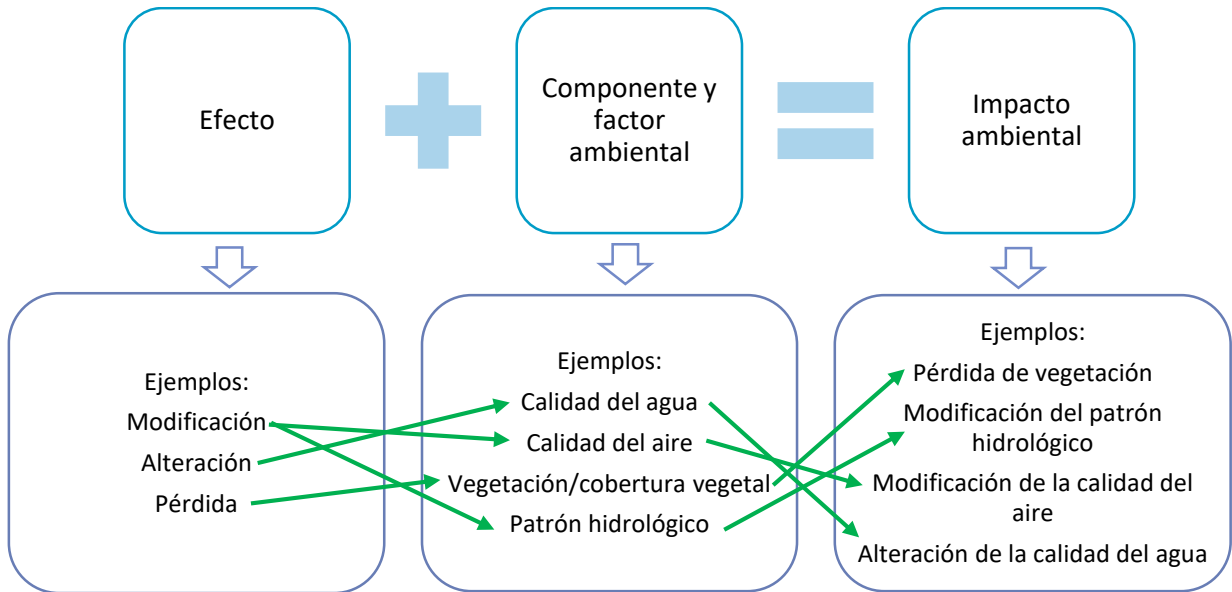 Efecto
Componente y
factor
ambiental
Impacto
ambiental
Ejemplos:
Modificación
Alteración
Pérdida
Ejemplos:
Calidad del agua
Calidad del aire
Vegetación/cobertura vegetal
Patrón hidrológico
Ejemplos:
Pérdida de vegetación
Modificación del patrón
hidrológico
Modificación de la calidad del
aire
Alteración de la calidad del agua